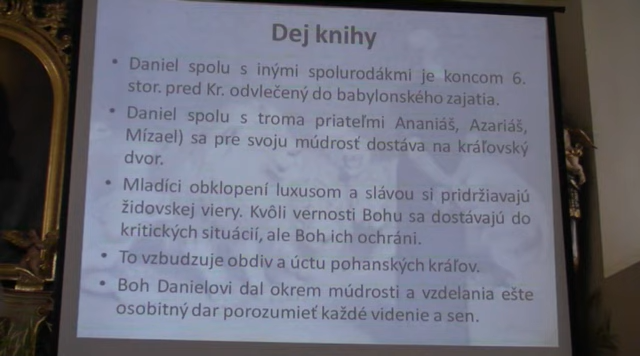 Dej knihy
• Daniel spolu s inými spolurodákmi je koncom 6.
stor. pred Kr. odvlečený do babylonského zajatia.
• Daniel spolu s troma priateľmi Ananiáš, Azariáš,
Mízael) sa pre svoju múdrosť dostáva na kráľovský
dvor.
• Mladíci obklopení luxusom a slávou si pridržiavajú
židovskej viery. Kvôli vernosti Bohu sa dostávajú do
kritických situácií, ale Boh ich ochráni.
• To vzbudzuje obdiv a úctu pohanských kráľov.
• Boh Danielovi dal okrem múdrosti a vzdelania ešte
osobitný dar porozumieť každé videnie a sen.